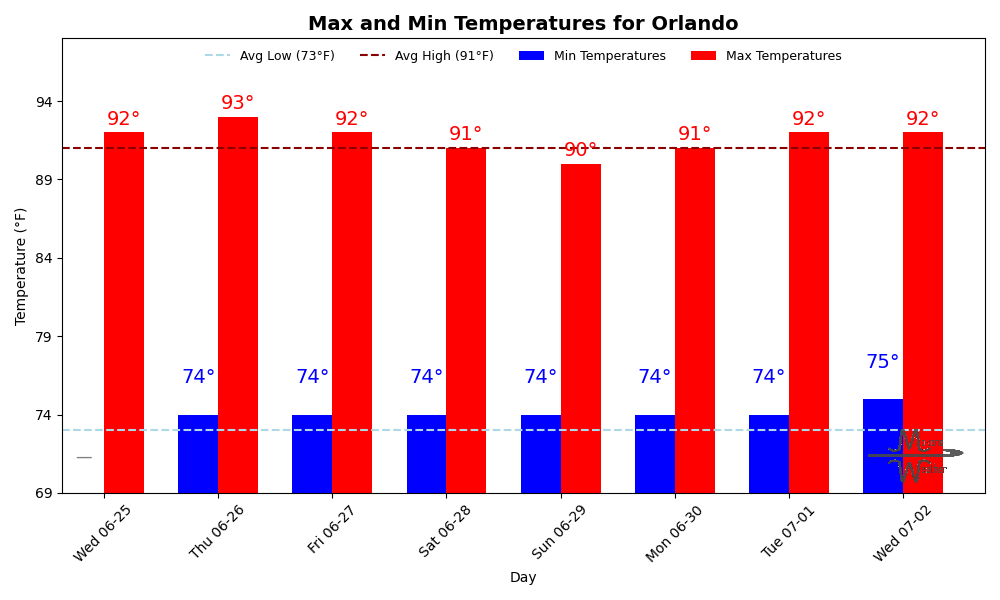 Max and Min Temperatures for Orlando
Avg Low (73°F) Avg High (91°F) Min Temperatures Max Temperatures
94
89
84
79
74
69
Temperature (°F)
92° 93° 92° 91° 90° 91° 92° 92°
74° 74° 74° 74° 74° 74° 75°
—
Wed 06-25 Thu 06-26 Fri 06-27 Sat 06-28 Sun 06-29 Mon 06-30 Tue 07-01 Wed 07-02
Day